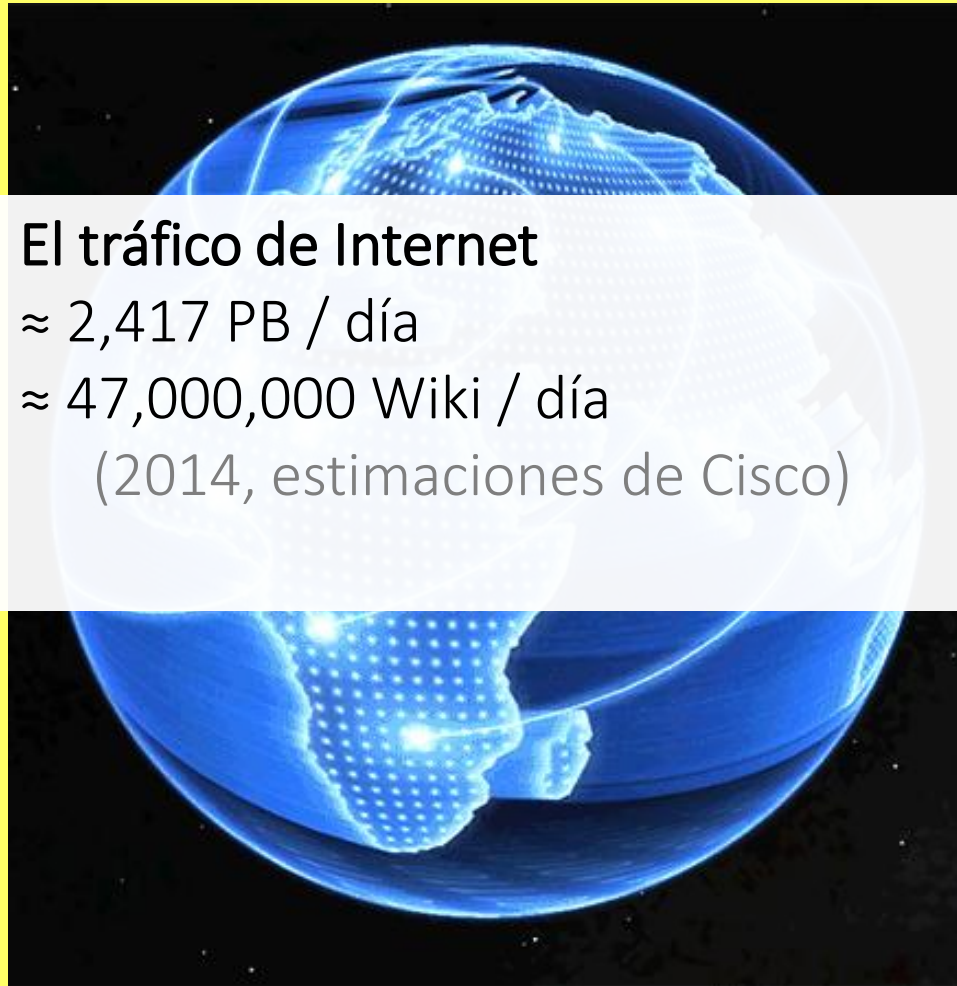 El tráfico de Internet
≈ 2,417 PB / día
≈ 47,000,000 Wiki / día
(2014, estimaciones de Cisco)